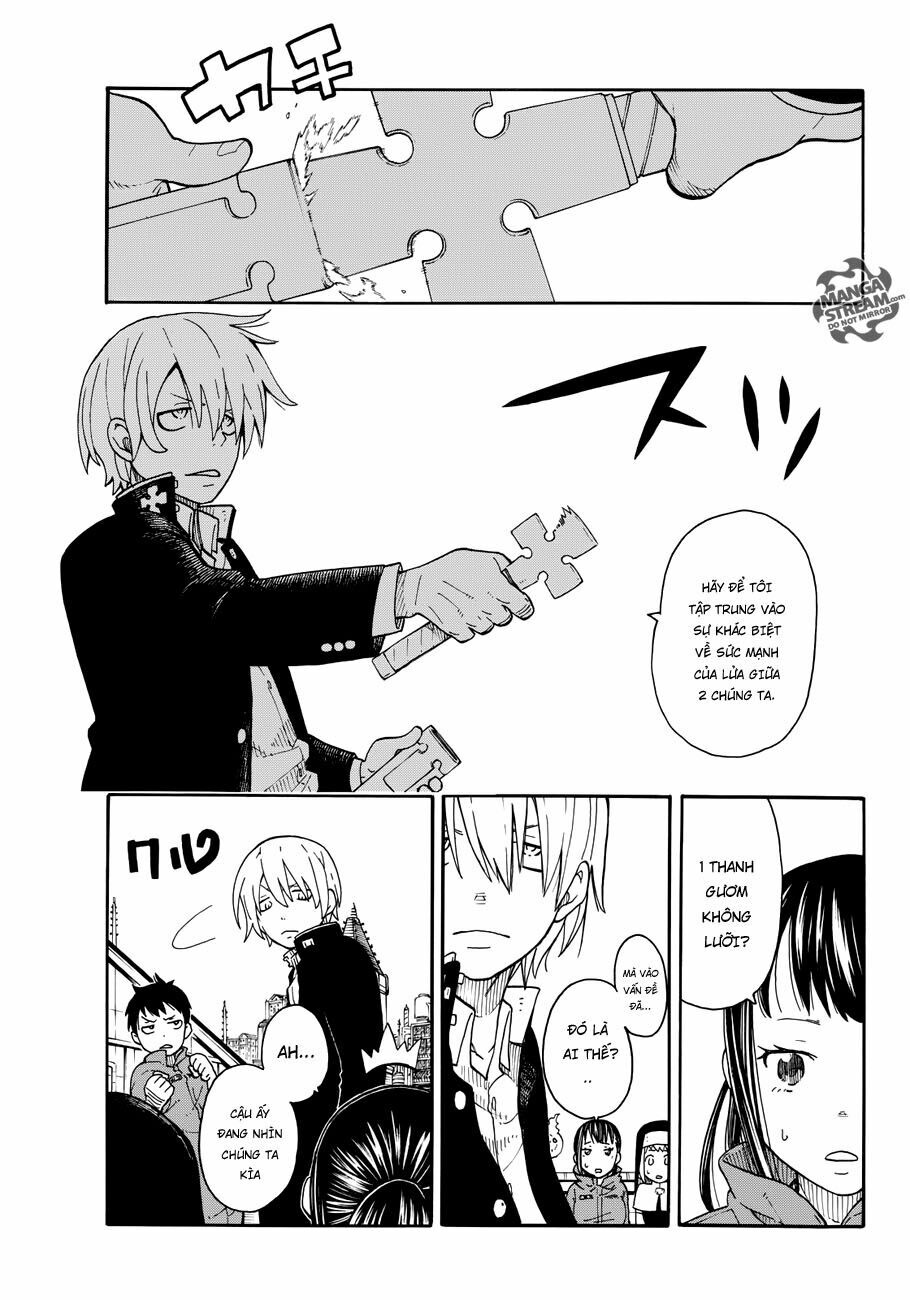 カチ
MANGA
STREAM.com
DO NOT MIRROR
スッ
HÃY ĐỂ TÔI
TẬP TRUNG VÀO
SỰ KHÁC BIỆT
VỀ SỨC MẠNH
CỦA LỬA GIỮA
2 CHÚNG TA.
1 THANH
GƯƠM
KHÔNG
LƯỠI?
MÀ VÀO
VẤN ĐỀ
ĐÃ...
ĐÓ LÀ
AI THẾ?
..
クルッ
AH...
CẬU ẤY
ĐANG NHÌN
CHÚNG TA
KÌA